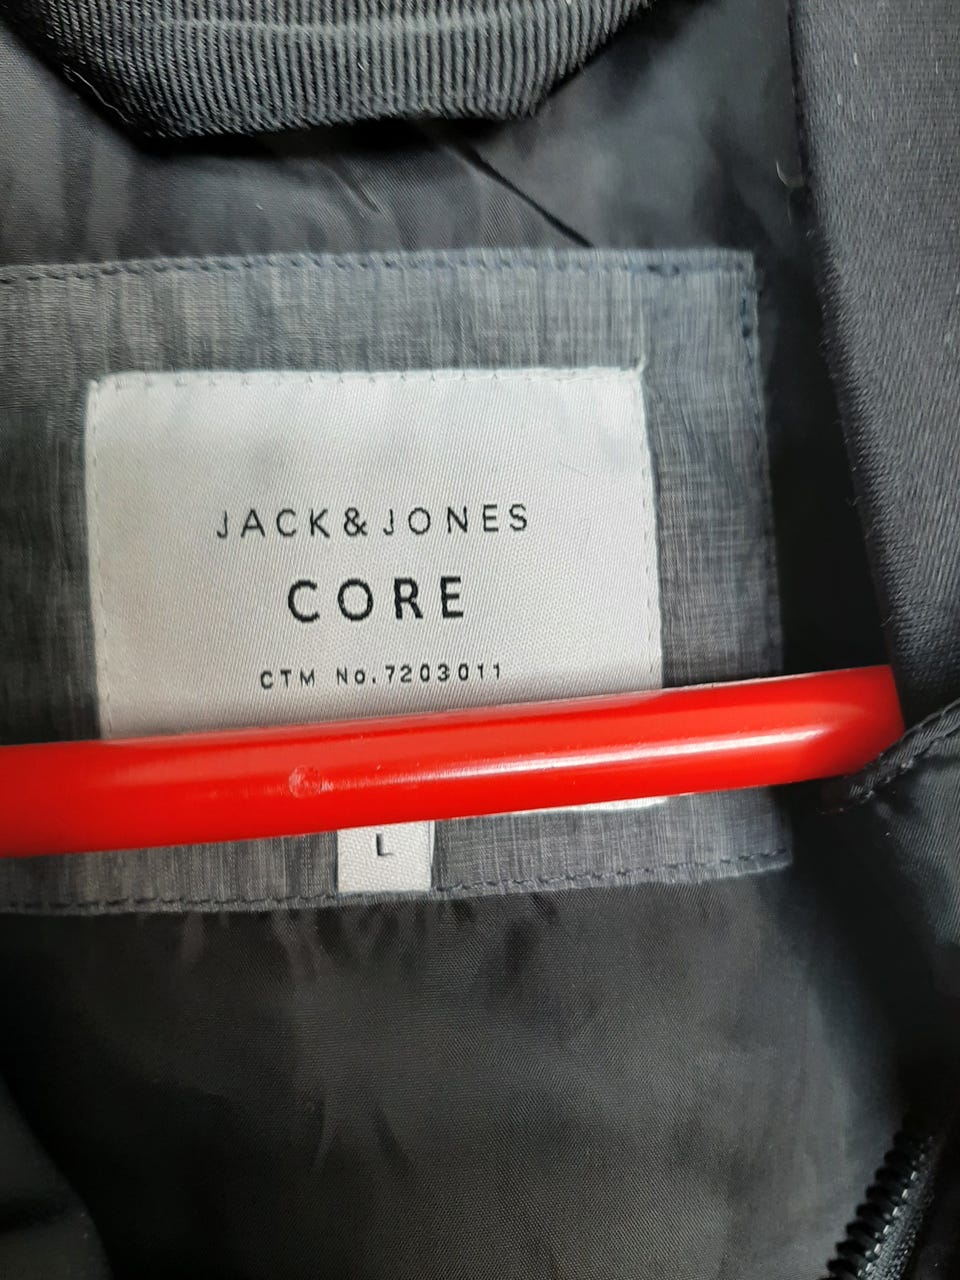 JACK & JONES
CORE
CTM No. 7203011
L